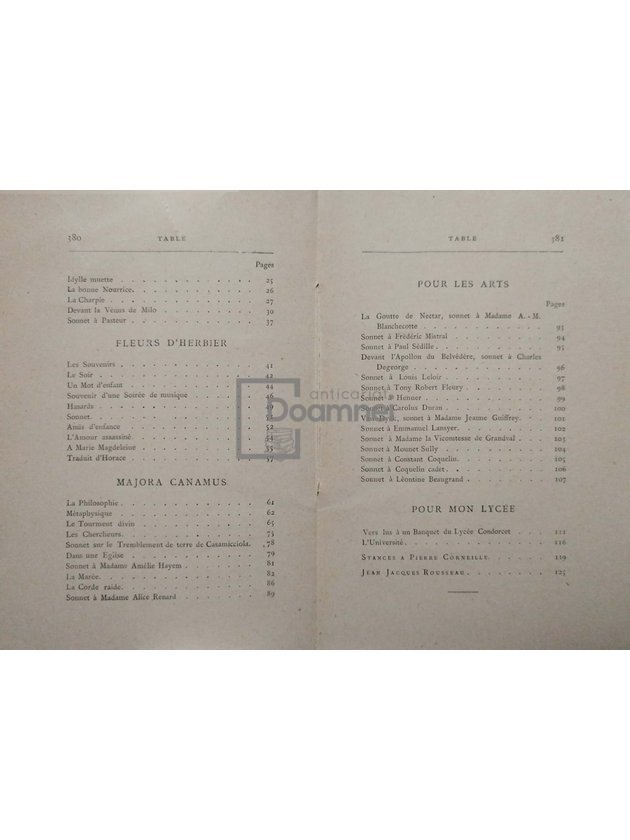 380 TABLE
Pages
Idylle muette . . . . . . . . . . . . 25
La bonne Nourrice. . . . . . . . . . . 26
La Charpie . . . . . . . . . . . . . 27
Devant la Vénus de Milo . . . . . . . . . 30
Sonnet à Pasteur . . . . . . . . . . . 37
FLEURS D'HERBIER
Les Souvenirs . . . . . . . . . . . . 41
Le Soir . . . . . . . . . . . . . . 42
Un Mot d'enfant . . . . . . . . . . . 44
Souvenir d'une Soirée de musique . . . . . . 46
Hasards . . . . . . . . . . . . . . 49
Sonnet. . . . . . . . . . . . . . .
Amis d'enfance . . . . . . . . . . . . 52
L'Amour assassiné . . . . . . . . . . . 54
A Marie Magdeleine . . . . . . . . . . 55
Traduit d'Horace . . . . . . . . . . . 57
MAJORA CANAMUS
La Philosophie. . . . . . . . . . . . 61
Métaphysique . . . . . . . . . . . . 62
Le Tourment divin . . . . . . . . . . . 65
Les Chercheurs. . . . . . . . . . . . 75
Sonnet sur le Tremblement de terre de Casamicciola. . 78
Dans une Eglise . . . . . . . . . . . 79
Sonnet à Madame Amélie Hayem . . . . . . . 81
La Marée. . . . . . . . . . . . . . 82
La Corde raide. . . . . . . . . . . . 86
Sonnet à Madame Alice Renard . . . . . . . 89
TABLE 381
POUR LES ARTS
Pages
La Goutte de Nectar, sonnet à Madame A.-M.
Blanchecotte . . . . . . . . . . . . 93
Sonnet à Frédéric Mistral . . . . . . . . 94
Sonnet à Paul Sédille. . . . . . . . . . 95
Devant l'Apollon du Belvédère, sonnet à Charles
Degeorge . . . . . . . . . . . . . 96
Sonnet à Louis Leloir . . . . . . . . . . 97
Sonnet à Tony Robert Fleury . . . . . . . 98
Sonnet à Henner . . . . . . . . . . . 99
Sonnet à Carolus Duran . . . . . . . . . 100
Van Dyck, sonnet à Madame Jeanne Guiffrey. . . 101
Sonnet à Emmanuel Lansyer. . . . . . . . 102
Sonnet à Madame la Vicomtesse de Grandval . . . 103
Sonnet à Mounet Sully . . . . . . . . . 104
Sonnet à Constant Coquelin. . . . . . . . 105
Sonnet à Coquelin cadet. . . . . . . . . 106
Sonnet à Léontine Beaugrand . . . . . . . 107
POUR MON LYCÉE
Vers lus à un Banquet du Lycée Condorcet . . . 111
L'Université. . . . . . . . . . . . . 116
STANCES A PIERRE CORNEILLE. . . . . . . 119
JEAN JACQUES ROUSSEAU. . . . . . . . . 125
anticariat
Doamnei